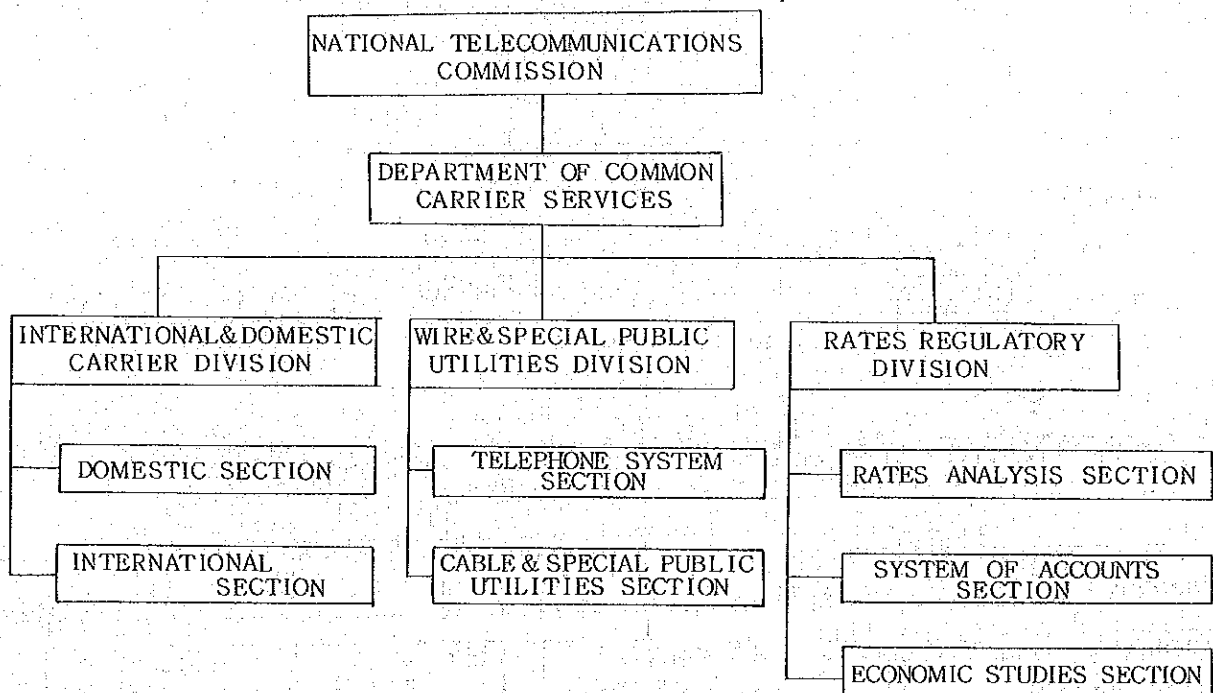 NATIONAL TELECOMMUNICATIONS
COMMISSION
DEPARTMENT OF COMMON
CARRIER SERVICES
INTERNATIONAL&DOMESTIC
CARRIER DIVISION
DOMESTIC SECTION
INTERNATIONAL
SECTION
WIRE&SPECIAL PUBLIC
UTILITIES DIVISION
TELEPHONE SYSTEM
SECTION
CABLE & SPECIAL PUBLIC
UTILITIES SECTION
RATES REGULATORY
DIVISION
RATES ANALYSIS SECTION
SYSTEM OF ACCOUNTS
SECTION
ECONOMIC STUDIES SECTION